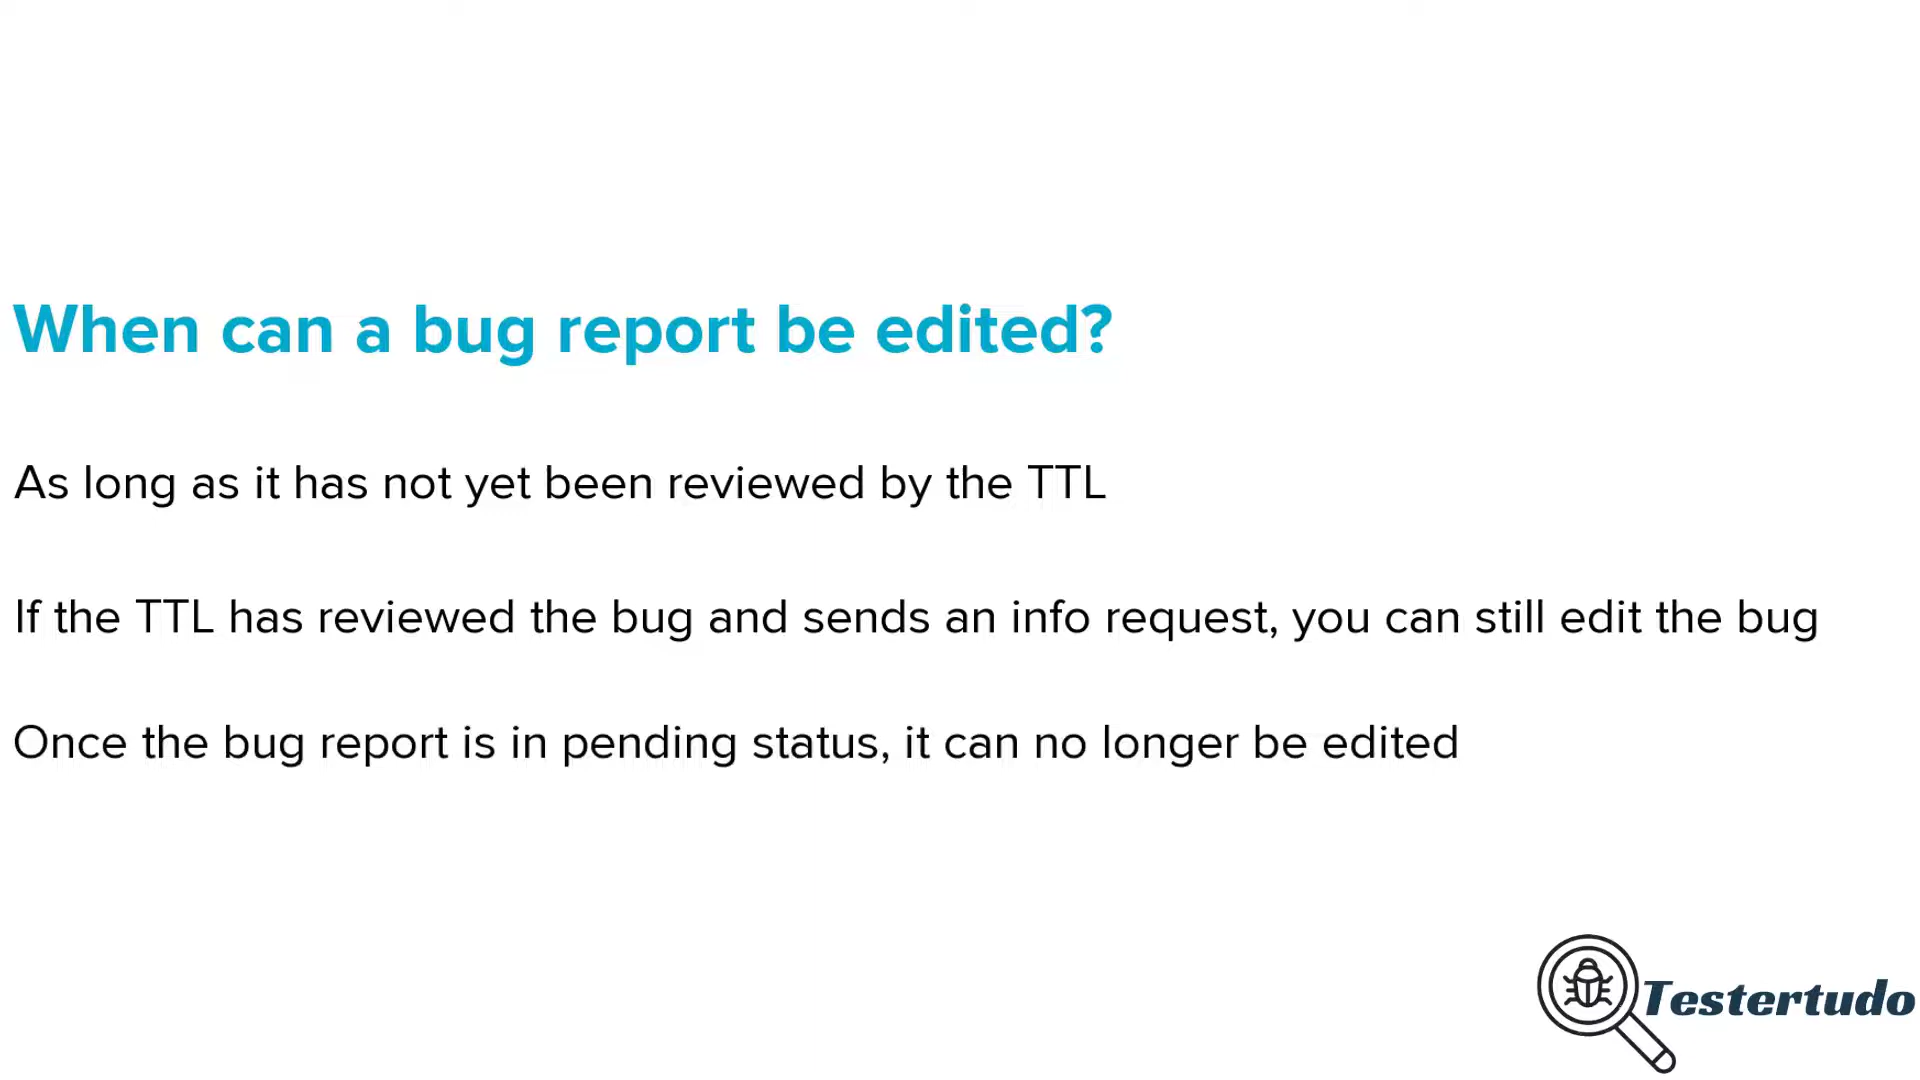 When can a bug report be edited?
As long as it has not yet been reviewed by the TTL
If the TTL has reviewed the bug and sends an info request, you can still edit the bug
Once the bug report is in pending status, it can no longer be edited
Testertudo